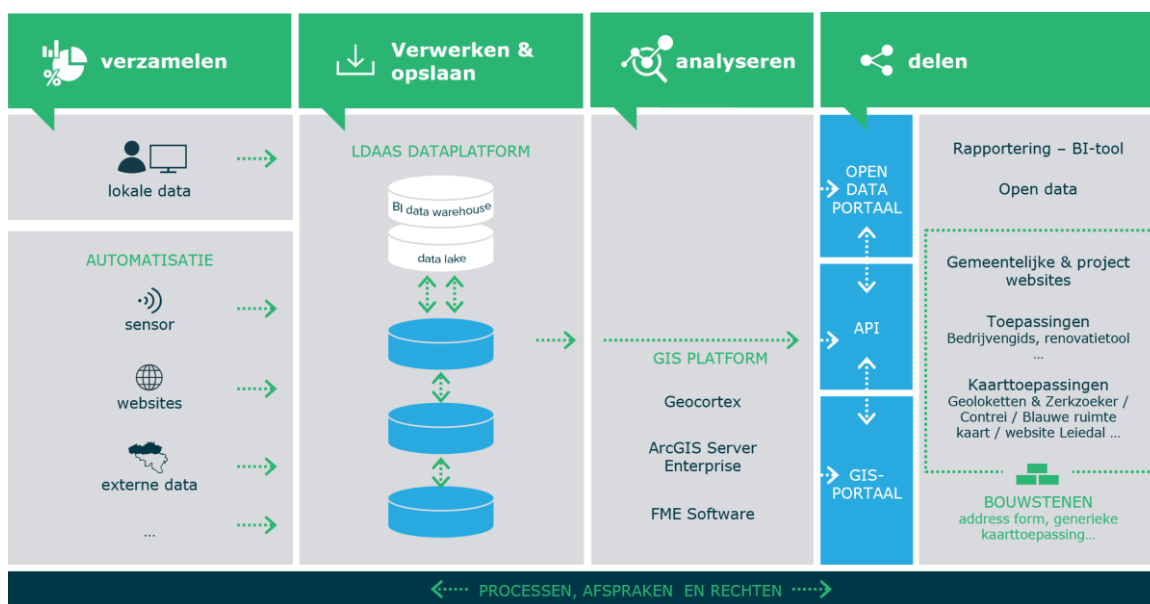 %
verzamelen
Verwerken &
opslaan
analyseren
delen
lokale data
AUTOMATISATIE
sensor
websites
externe data
...
LDAAS DATAPLATFORM
BI data warehouse
data lake
GIS PLATFORM
Geocortex
ArcGIS Server
Enterprise
FME Software
OPEN
DATA
PORTAAL
API
GIS-
PORTAAL
Rapportering – BI-tool
Open data
Gemeentelijke & project
websites
Toepassingen
Bedrijvengids, renovatietool
...
Kaarttoepassingen
Geoloketten & Zerkzoeker /
Contrei / Blauwe ruimte
kaart / website Leiedal ...
BOUWSTENEN
address form, generieke
kaarttoepassing...
PROCESSEN, AFSPRAKEN EN RECHTEN